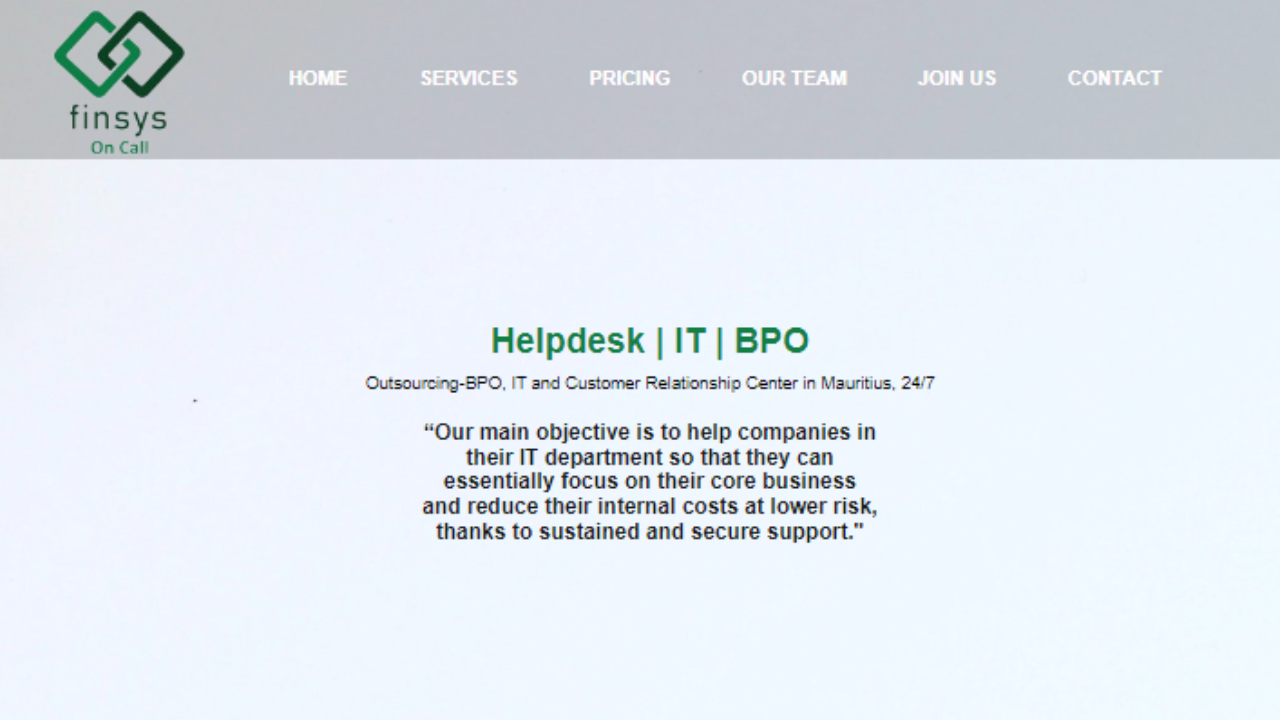 finsys
On Call
HOME
SERVICES
PRICING
OUR TEAM
JOIN US
CONTACT
Helpdesk | IT | BPO
Outsourcing-BPO, IT and Customer Relationship Center in Mauritius, 24/7
“Our main objective is to help companies in
their IT department so that they can
essentially focus on their core business
and reduce their internal costs at lower risk,
thanks to sustained and secure support."